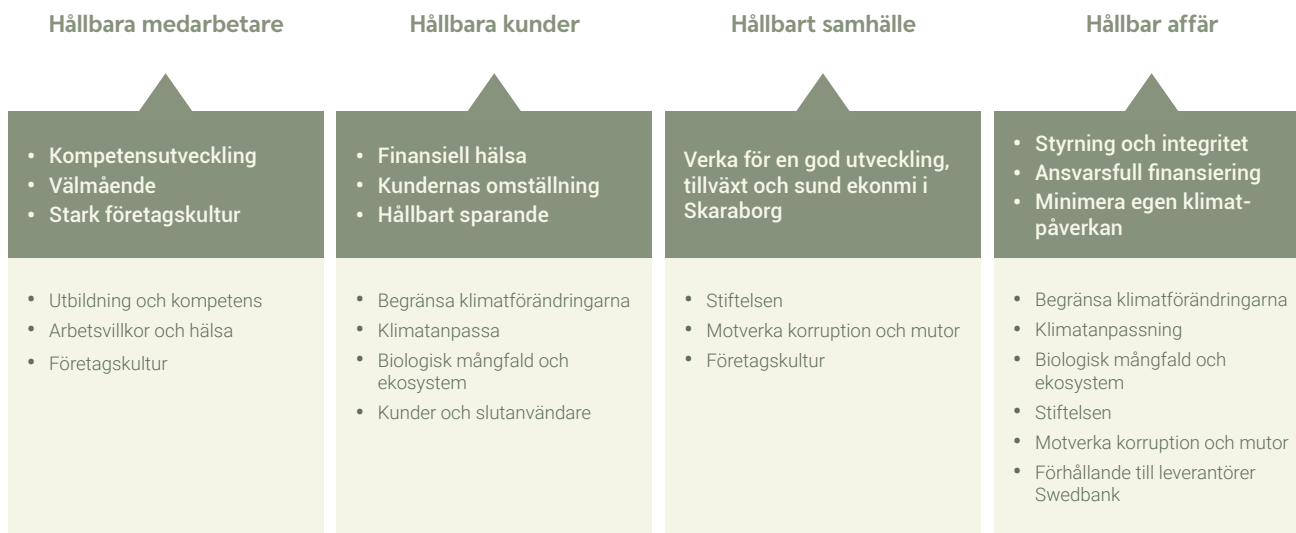 Hållbara medarbetare
• Kompetensutveckling
• Välmående
• Stark företagskultur
• Utbildning och kompetens
• Arbetsvillkor och hälsa
• Företagskultur
Hållbara kunder
• Finansiell hälsa
• Kundernas omställning
• Hållbart sparande
• Begränsa klimatförändringarna
• Klimatanpassa
• Biologisk mångfald och
ekosystem
• Kunder och slutanvändare
Hållbart samhälle
Verka för en god utveckling,
tillväxt och sund ekonmi i
Skaraborg
• Stiftelsen
• Motverka korruption och mutor
• Företagskultur
Hållbar affär
• Styrning och integritet
• Ansvarsfull finansiering
• Minimera egen klimat-
påverkan
• Begränsa klimatförändringarna
• Klimatanpassning
• Biologisk mångfald och
ekosystem
• Stiftelsen
• Motverka korruption och mutor
• Förhållande till leverantörer
Swedbank